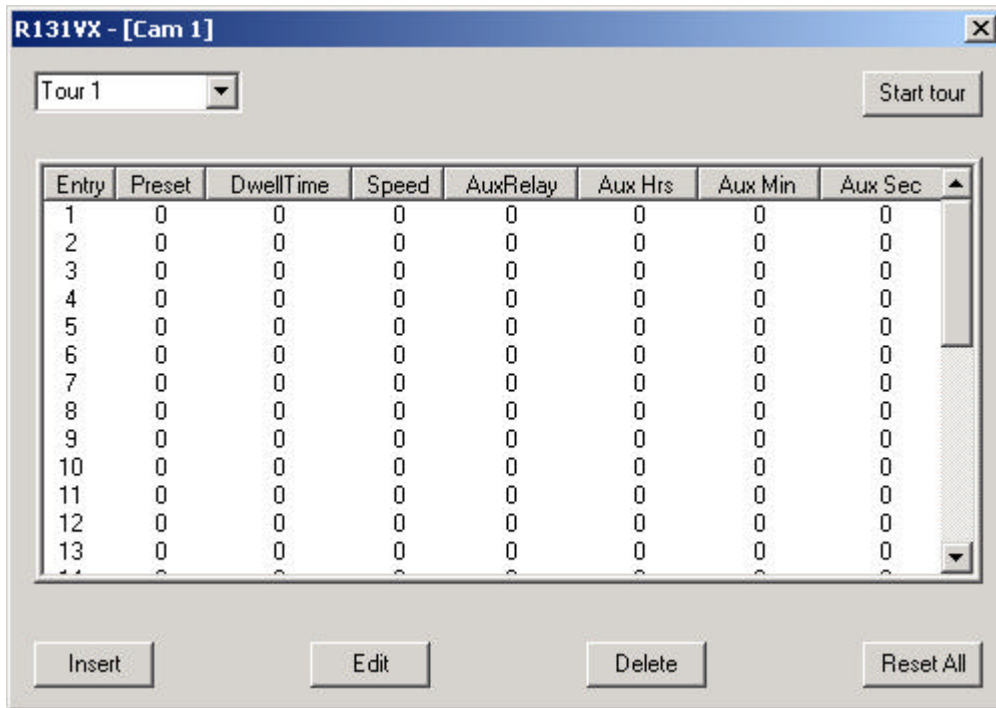 R131VX - [Cam 1]
Tour 1
Start tour
Entry Preset DwellTime Speed AuxRelay Aux Hrs Aux Min Aux Sec
1 0 0 0 0 0 0 0
2 0 0 0 0 0 0 0
3 0 0 0 0 0 0 0
4 0 0 0 0 0 0 0
5 0 0 0 0 0 0 0
6 0 0 0 0 0 0 0
7 0 0 0 0 0 0 0
8 0 0 0 0 0 0 0
9 0 0 0 0 0 0 0
10 0 0 0 0 0 0 0
11 0 0 0 0 0 0 0
12 0 0 0 0 0 0 0
13 0 0 0 0 0 0 0
Insert Edit Delete Reset All